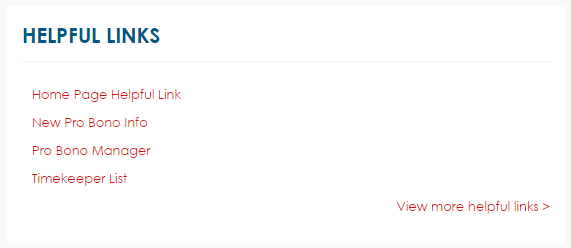 HELPFUL LINKS
Home Page Helpful Link
New Pro Bono Info
Pro Bono Manager
Timekeeper List
View more helpful links >